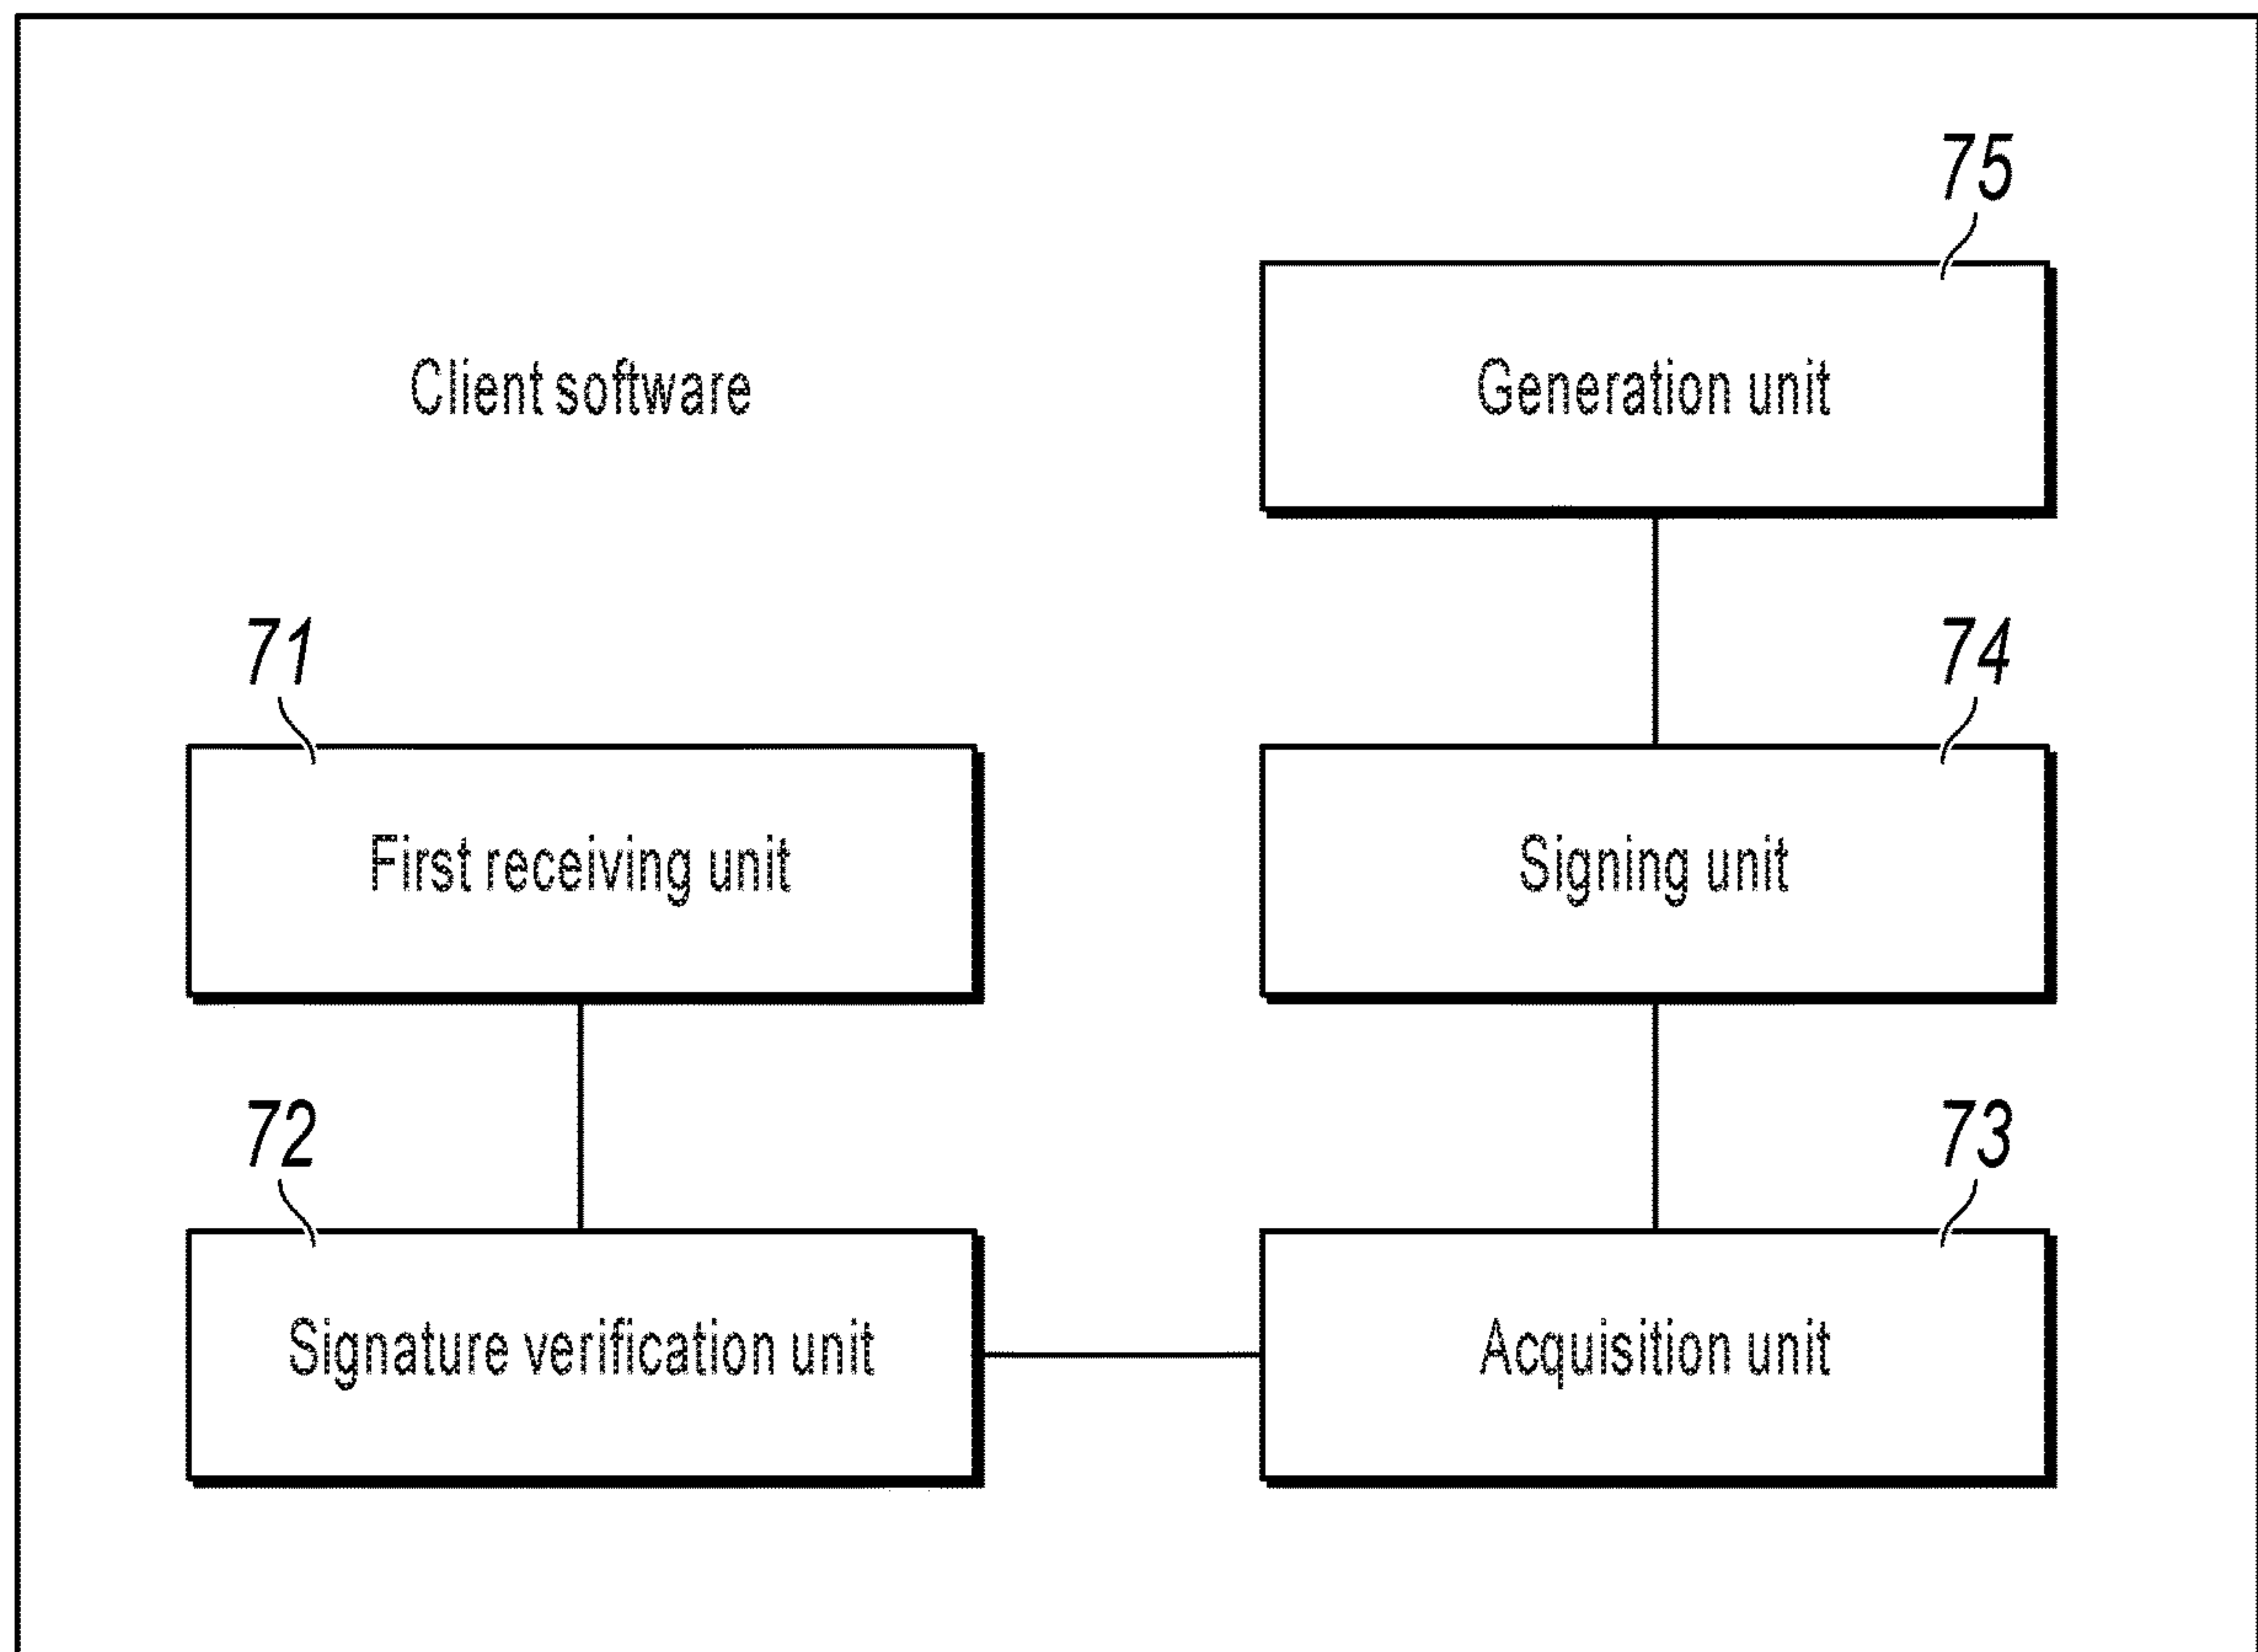 75
Client software
Generation unit
71
74
First receiving unit
Signing unit
72
73
Signature verification unit
Acquisition unit